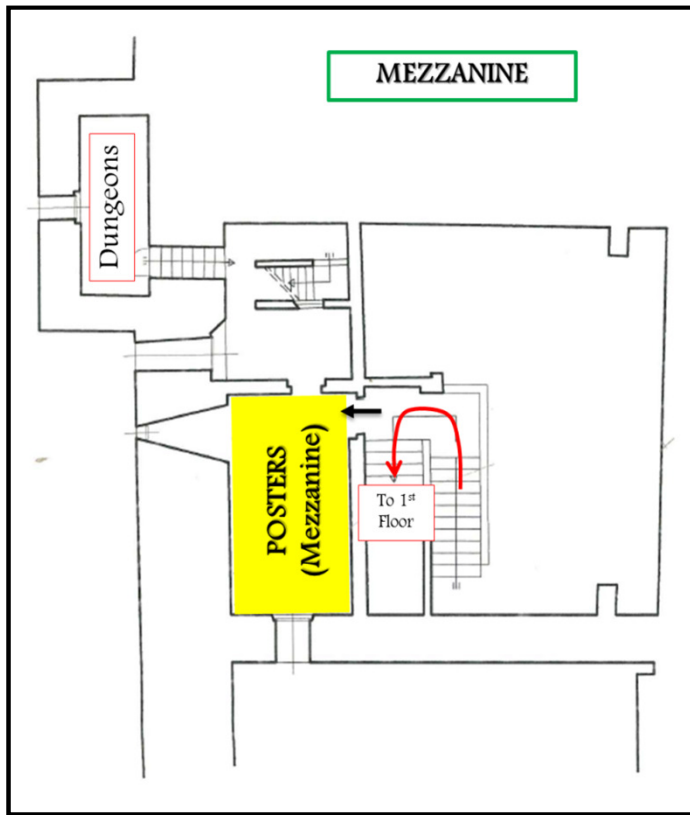 MEZZANINE
Dungeons
POSTERS
(Mezzanine)
To 1st
Floor